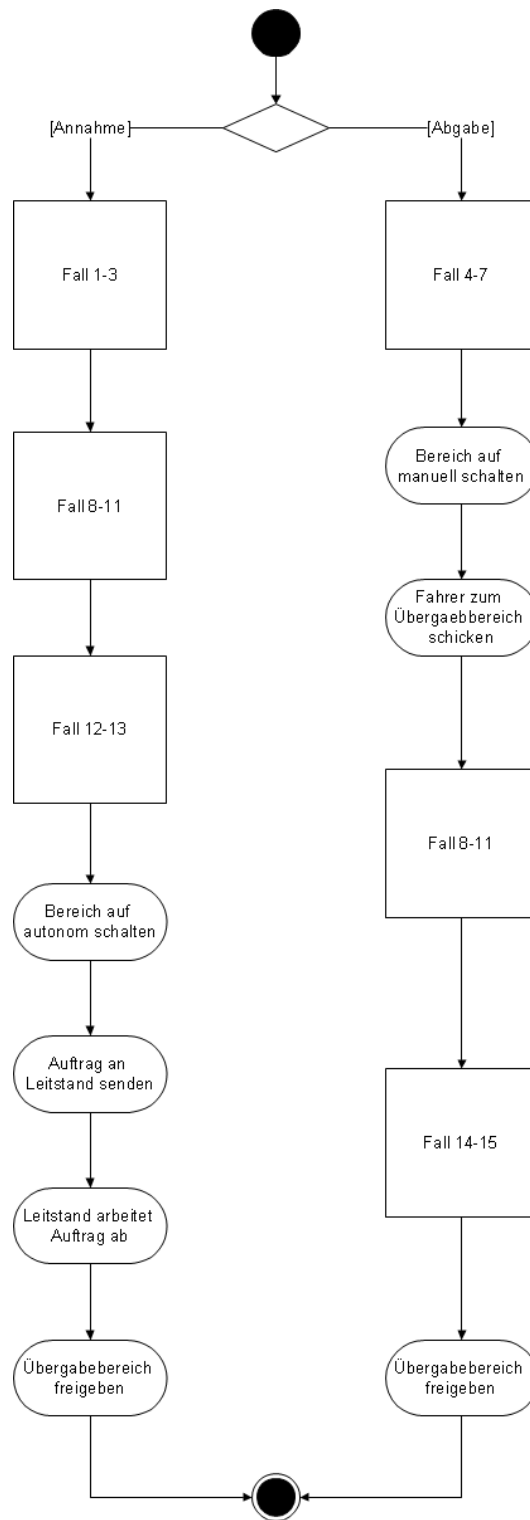 [Annahme]
[Abgabe]
Fall 1-3
Fall 8-11
Fall 12-13
Bereich auf
autonom schalten
Auftrag an
Leitstand senden
Leitstand arbeitet
Auftrag ab
Übergabebereich
freigeben
Fall 4-7
Bereich auf
manuell schalten
Fahrer zum
Übergaebbereich
schicken
Fall 8-11
Fall 14-15
Übergabebereich
freigeben